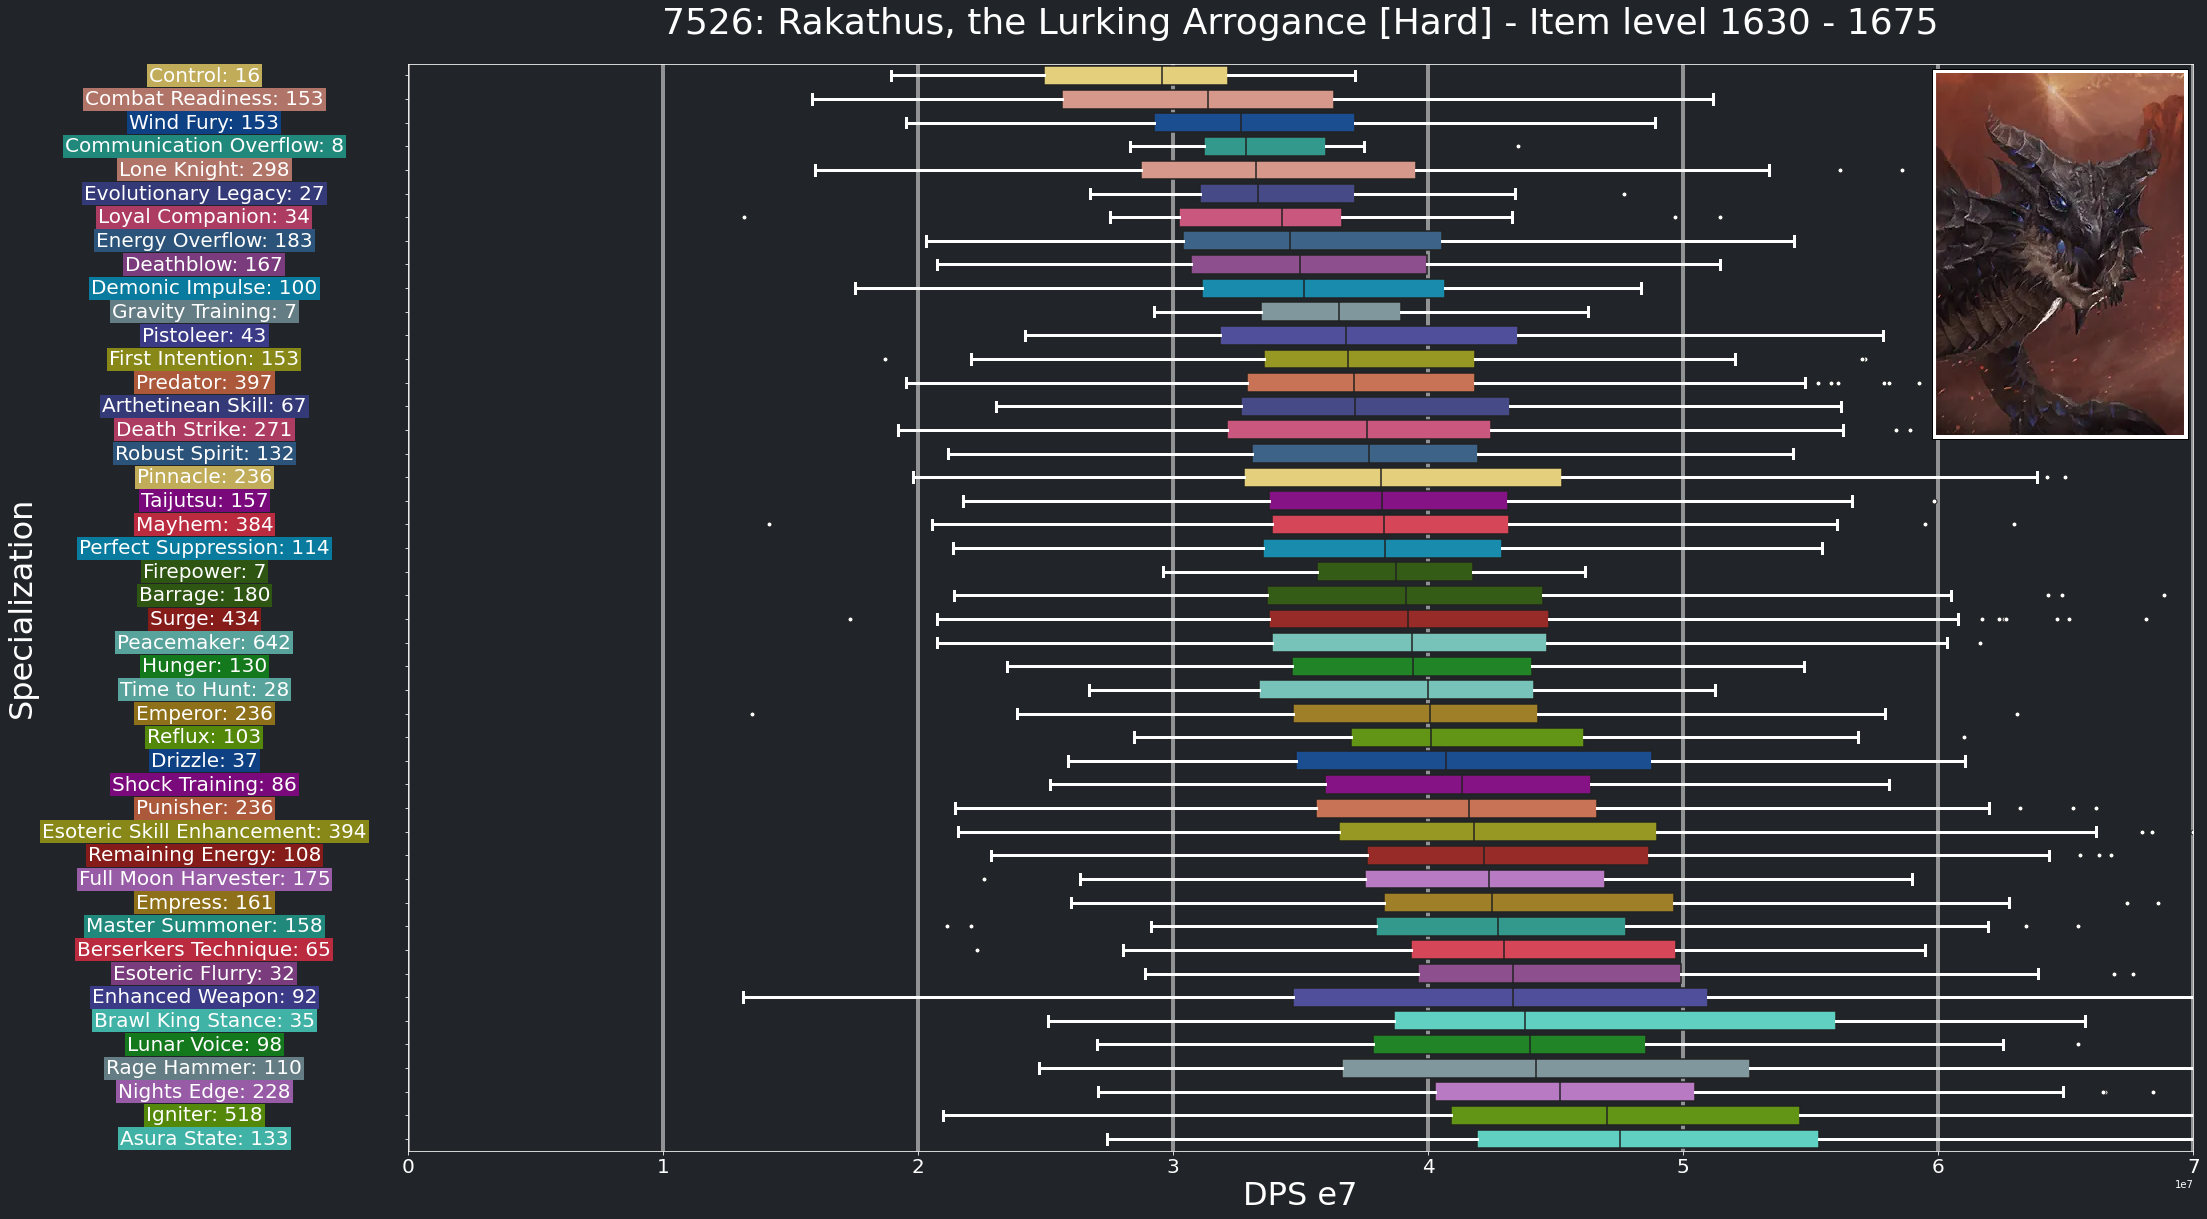 7526: Rakathus, the Lurking Arrogance [Hard] - Item level 1630 - 1675
Specialization
Control: 16
Combat Readiness: 153
Wind Fury: 153
Communication Overflow: 8
Lone Knight: 298
Evolutionary Legacy: 27
Loyal Companion: 34
Energy Overflow: 183
Deathblow: 167
Demonic Impulse: 100
Gravity Training: 7
Pistoleer: 43
First Intention: 153
Predator: 397
Arthetinean Skill: 67
Death Strike: 271
Robust Spirit: 132
Pinnacle: 236
Taijutsu: 157
Mayhem: 384
Perfect Suppression: 114
Firepower: 7
Barrage: 180
Surge: 434
Peacemaker: 642
Hunger: 130
Time to Hunt: 28
Emperor: 236
Reflux: 103
Drizzle: 37
Shock Training: 86
Punisher: 236
Esoteric Skill Enhancement: 394
Remaining Energy: 108
Full Moon Harvester: 175
Empress: 161
Master Summoner: 158
Berserkers Technique: 65
Esoteric Flurry: 32
Enhanced Weapon: 92
Brawl King Stance: 35
Lunar Voice: 98
Rage Hammer: 110
Nights Edge: 228
Igniter: 518
Asura State: 133
0 1 2 3 4 5 6 7
1e7
DPS e7